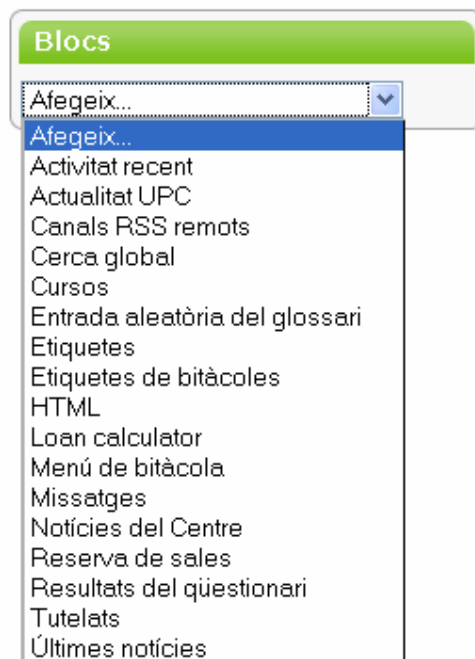 Blocs
Afegeix...
Afegeix...
Activitat recent
Actualitat UPC
Canals RSS remots
Cerca global
Cursos
Entrada aleatòria del glossari
Etiquetes
Etiquetes de bitàcoles
HTML
Loan calculator
Menú de bitàcola
Missatges
Notícies del Centre
Reserva de sales
Resultats del qüestionari
Tutelats
Últimes notícies